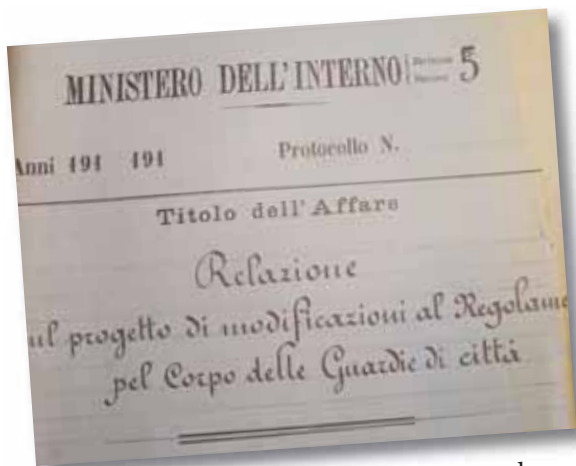 MINISTERO DELL'INTERNO 5
Anni 191 191 Protocollo N.
Titolo dell'Affare
Relazione
ul progetto di modificazioni al Regolame
pel Corpo delle Guardie di città